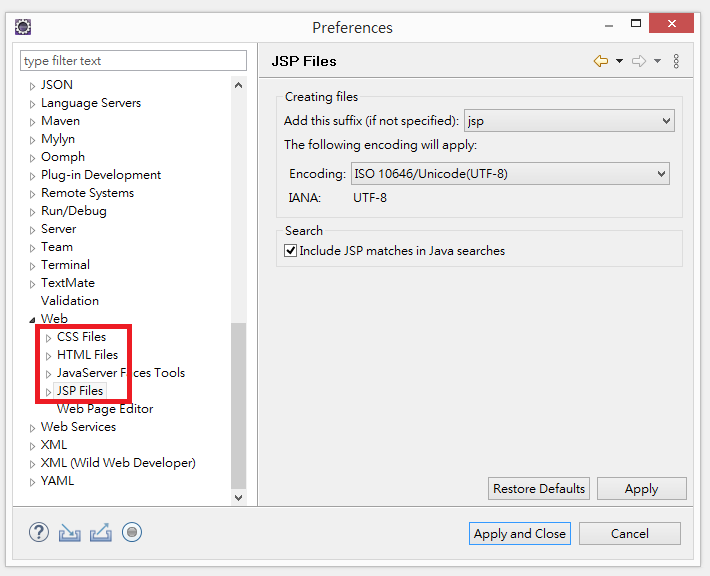 Preferences
type filter text
JSON
Language Servers
Maven
Mylyn
Oomph
Plug-in Development
Remote Systems
Run/Debug
Server
Team
Terminal
TextMate
Validation
Web
CSS Files
HTML Files
JavaServer Faces Tools
JSP Files
Web Page Editor
Web Services
XML
XML (Wild Web Developer)
YAML
JSP Files
Creating files
Add this suffix (if not specified): jsp
The following encoding will apply:
Encoding: ISO 10646/Unicode(UTF-8)
IANA: UTF-8
Search
Include JSP matches in Java searches
Restore Defaults Apply
Apply and Close Cancel